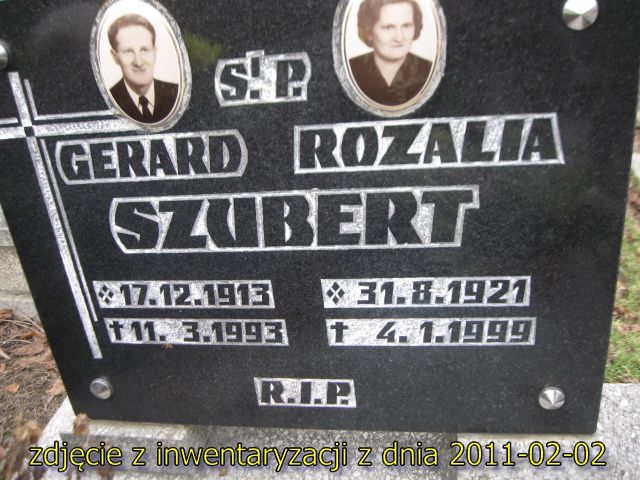 Ś.P.
GERARD ROZALIA
SZUBERT
17.12.1913 31.8.1921
†11.3.1993 † 4.1.1999
R.I.P.
zdjęcie z inwentaryzacji z dnia 2011-02-02